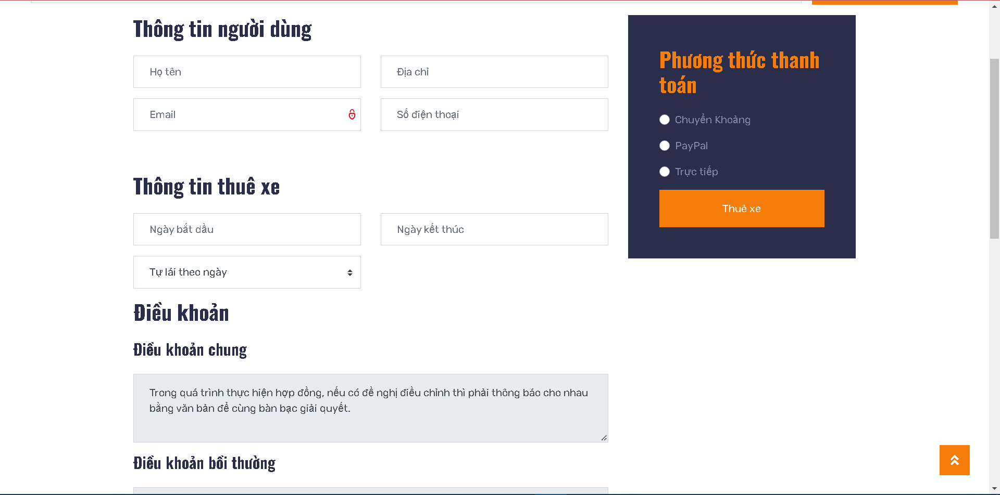 Thông tin người dùng
Họ tên
Địa chỉ
Email
Số điện thoại
Thông tin thuê xe
Ngày bắt dầu
Ngày kết thúc
Tự lái theo ngày
Điều khoản
Điều khoản chung
Trong quá trình thực hiện hợp đồng, nếu có đề nghị điều chỉnh thì phải thông báo cho nhau
bằng văn bản để cùng bàn bạc giải quyết.
Điều khoản bồi thường
Phương thức thanh
toán
Chuyển Khoảng
PayPal
Trực tiếp
Thuê xe